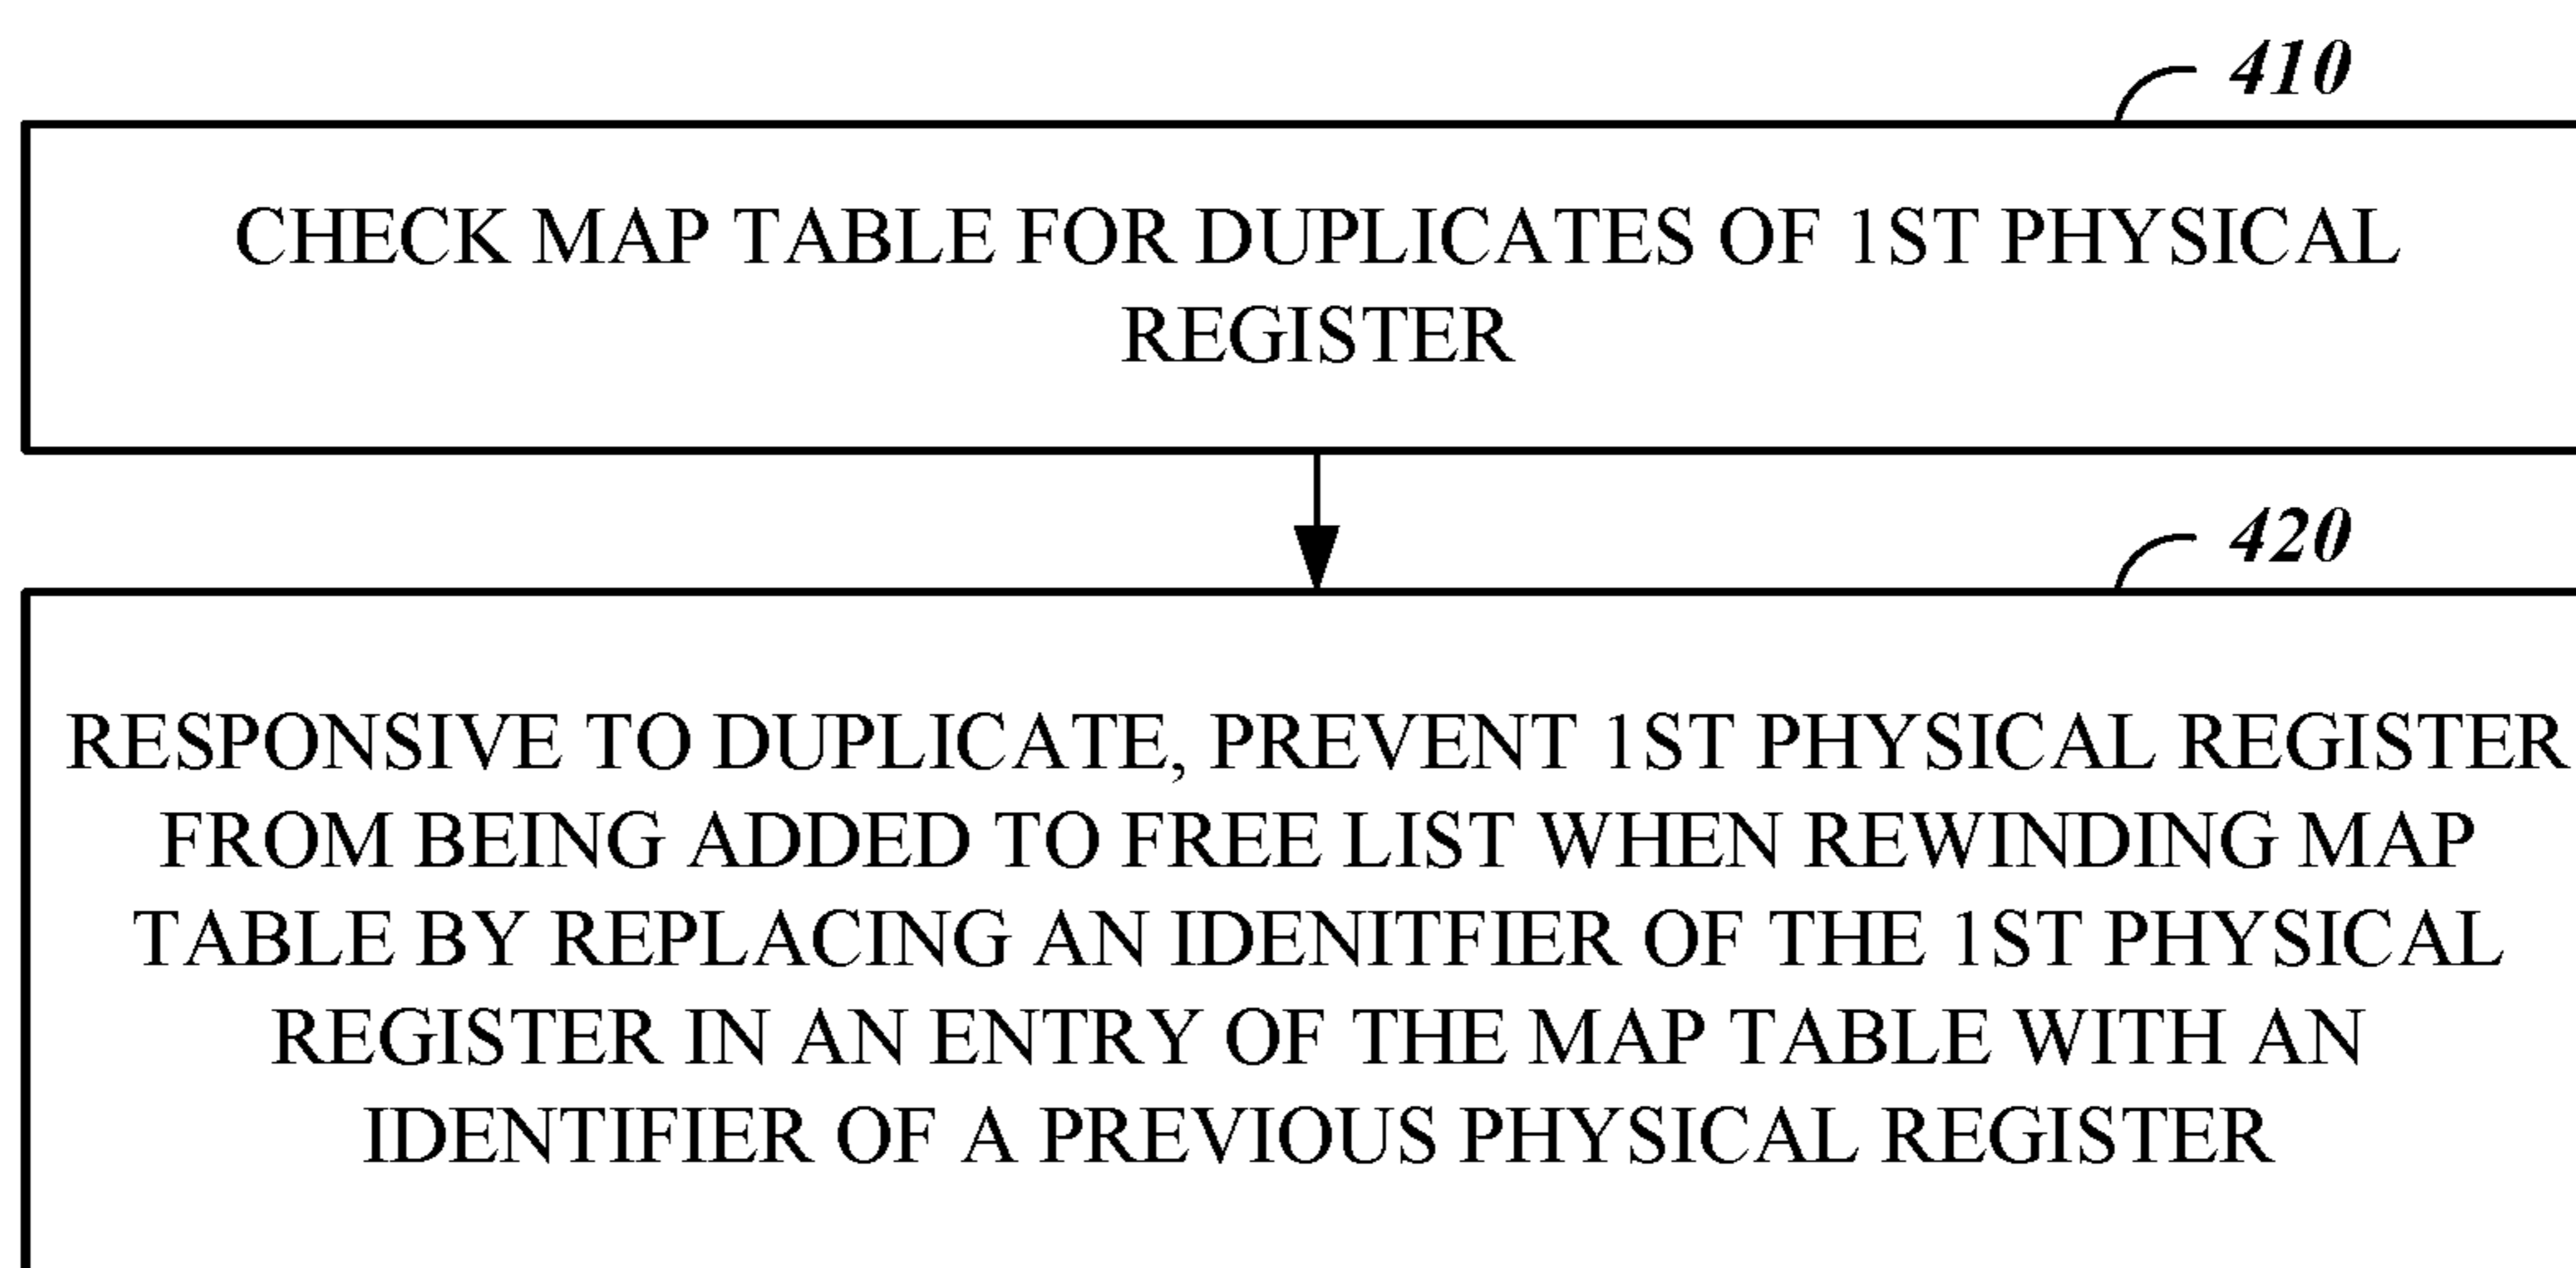 410
CHECK MAP TABLE FOR DUPLICATES OF 1ST PHYSICAL
REGISTER
420
RESPONSIVE TO DUPLICATE, PREVENT 1ST PHYSICAL REGISTER
FROM BEING ADDED TO FREE LIST WHEN REWINDING MAP
TABLE BY REPLACING AN IDENITFIER OF THE 1ST PHYSICAL
REGISTER IN AN ENTRY OF THE MAP TABLE WITH AN
IDENTIFIER OF A PREVIOUS PHYSICAL REGISTER